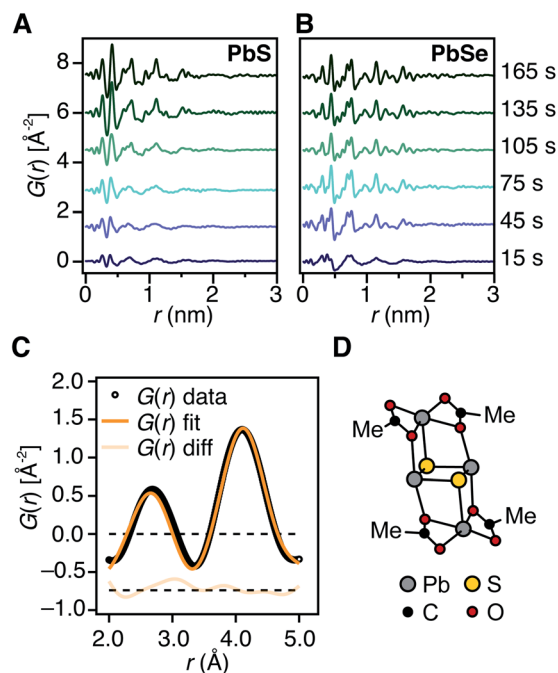 A
PbS
8
6
4
2
0
G(r) [Å⁻²]
0 1 2 3
r (nm)
B
PbSe
165 s
135 s
105 s
75 s
45 s
15 s
0 1 2 3
r (nm)
C
2.0
1.5
1.0
0.5
0.0
−0.5
−1.0
G(r) [Å⁻²]
G(r) data
G(r) fit
G(r) diff
2.0 3.0 4.0 5.0
r (Å)
D
Me
Me
Me
Me
Pb S
C O